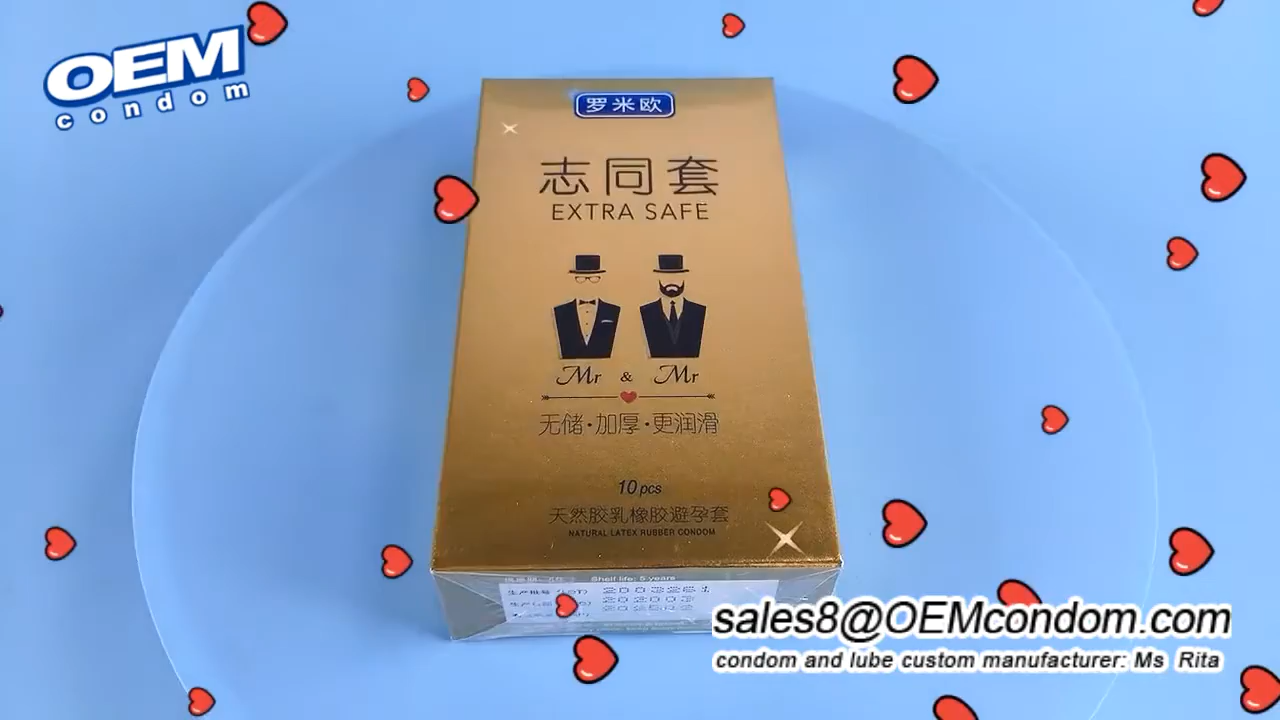 OEM
condom
罗米欧
志同套
EXTRA SAFE
Mr & Mr
无储·加厚·更润滑
10 pcs
天然胶乳橡胶避孕套
NATURAL LATEX RUBBER CONDOM
Shelf life: 5 years
sales8@OEMcondom.com
condom and lube custom manufacturer: Ms Rita